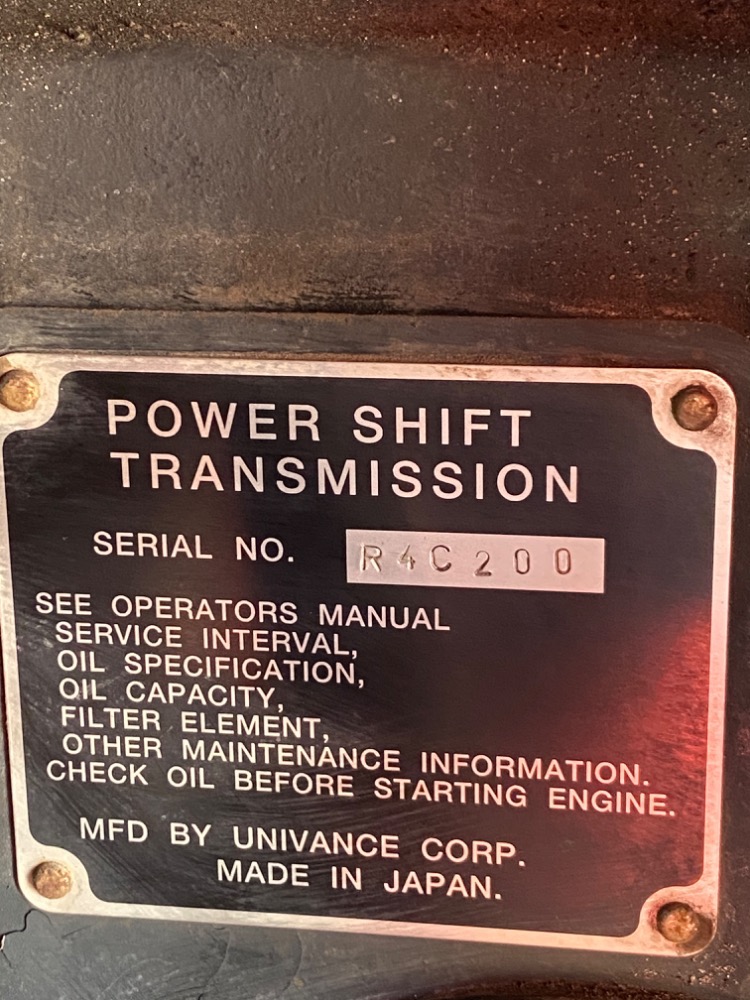 POWER SHIFT
TRANSMISSION
SERIAL NO. R4C200
SEE OPERATORS MANUAL
SERVICE INTERVAL,
OIL SPECIFICATION,
OIL CAPACITY,
FILTER ELEMENT,
OTHER MAINTENANCE INFORMATION.
CHECK OIL BEFORE STARTING ENGINE.
MFD BY UNIVANCE CORP.
MADE IN JAPAN.